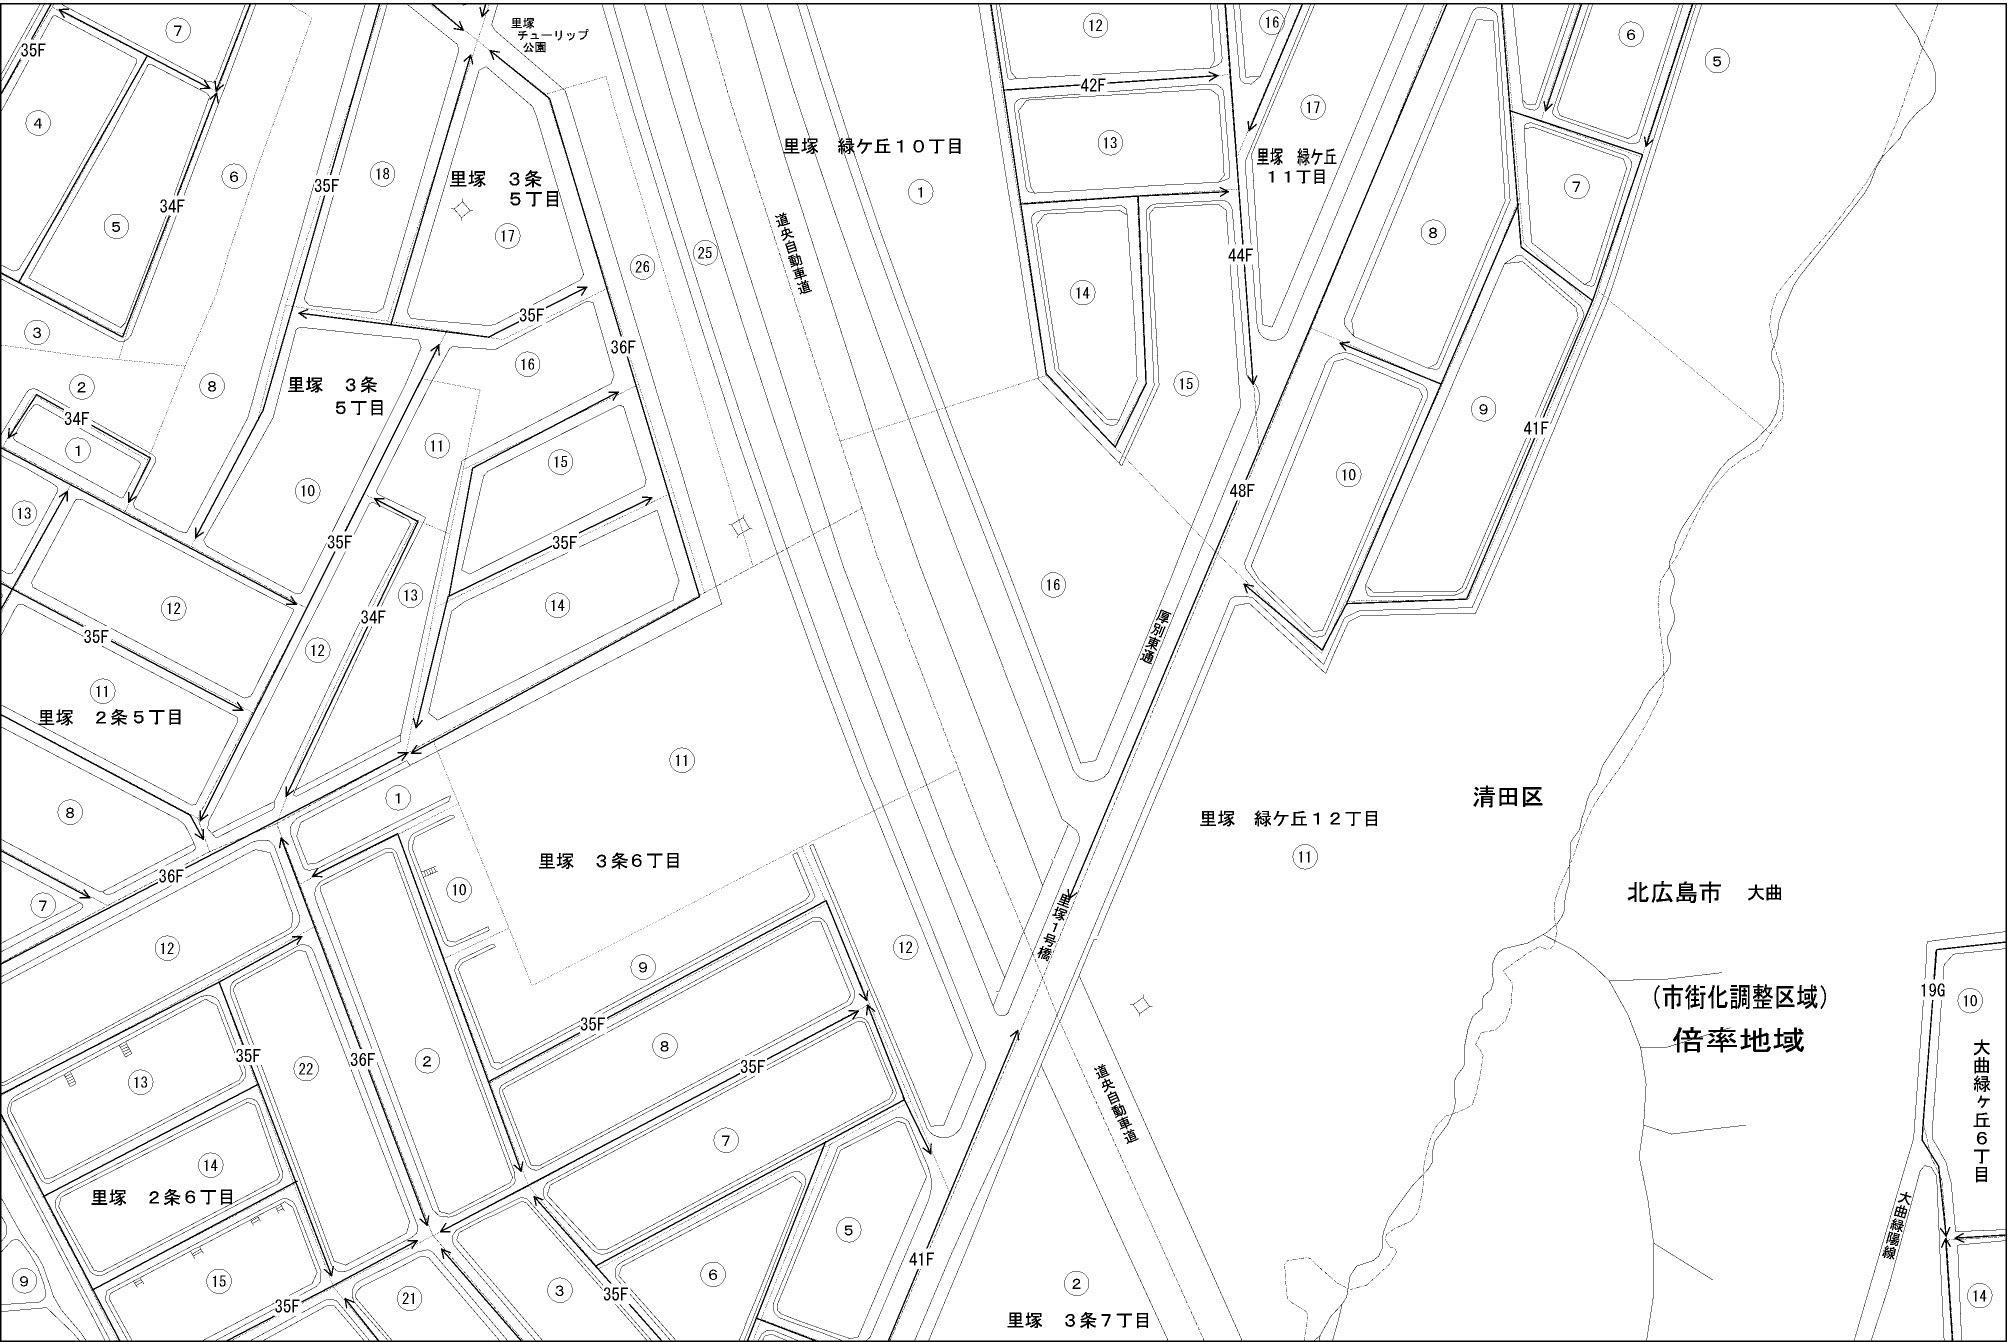 里塚
チューリップ
公園
⑦
35F
④
⑤
34F
⑥
35F
⑱
里塚 3条
5丁目
⑰
㉖
㉕
道央自動車道
里塚 緑ケ丘10丁目
①
⑫
42F
⑬
⑯
⑰
里塚 緑ケ丘
11丁目
⑥
⑤
⑦
⑧
44F
⑭
⑮
③
②
⑧
里塚 3条
5丁目
35F
⑯
36F
34F
①
⑪
⑮
⑨
41F
⑩
48F
⑬
⑩
35F
35F
⑫
35F
⑬
34F
⑭
⑫
⑯
厚別東通
⑪
里塚 2条5丁目
⑪
⑧
①
里塚 緑ケ丘12丁目
⑪
清田区
里塚 3条6丁目
36F
⑩
⑦
⑫
⑨
⑫
里塚1号橋
北広島市 大曲
(市街化調整区域)
倍率地域
19G
⑩
大曲緑ヶ丘6丁目
35F
⑧
35F
⑬
35F
㉒
36F
②
道央自動車道
⑦
⑭
里塚 2条6丁目
⑤
大曲緑陽線
⑨
⑮
35F
㉑
③
35F
⑥
41F
②
里塚 3条7丁目
⑭